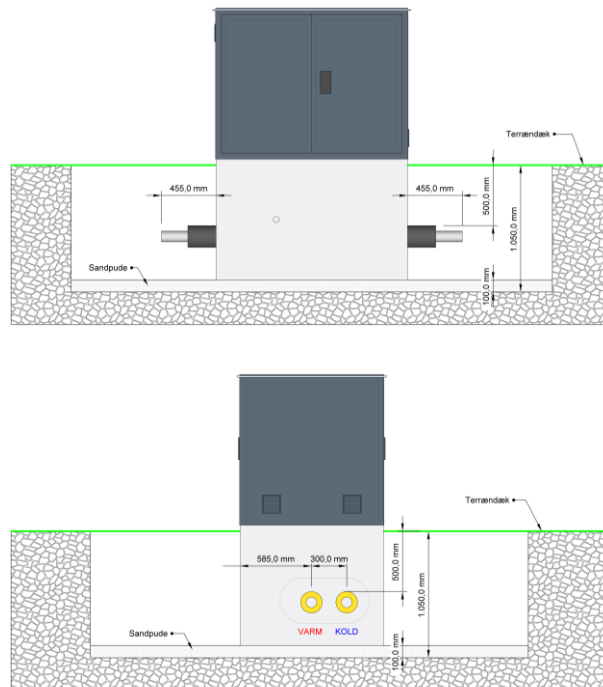 Terrændæk
455,0 mm
455,0 mm
500,0 mm
1.050,0 mm
Sandpude
100,0 mm
Terrændæk
585,0 mm
300,0 mm
500,0 mm
1.050,0 mm
VARM
KOLD
Sandpude
100,0 mm